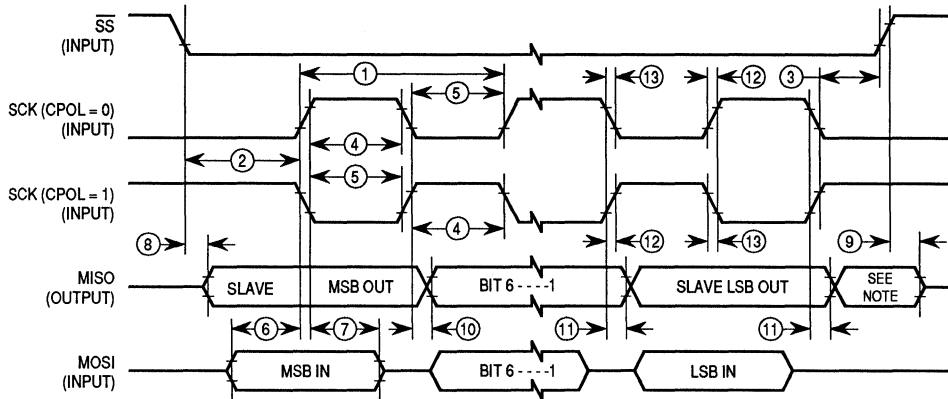 SS
(INPUT)
1
13
12
3
5
SCK (CPOL = 0)
(INPUT)
4
2
5
SCK (CPOL = 1)
(INPUT)
4
12
13
8
9
MISO
(OUTPUT)
SLAVE
MSB OUT
BIT 6 - - - - 1
SLAVE LSB OUT
SEE
NOTE
6
7
10
11
11
MOSI
(INPUT)
MSB IN
BIT 6 - - - - 1
LSB IN